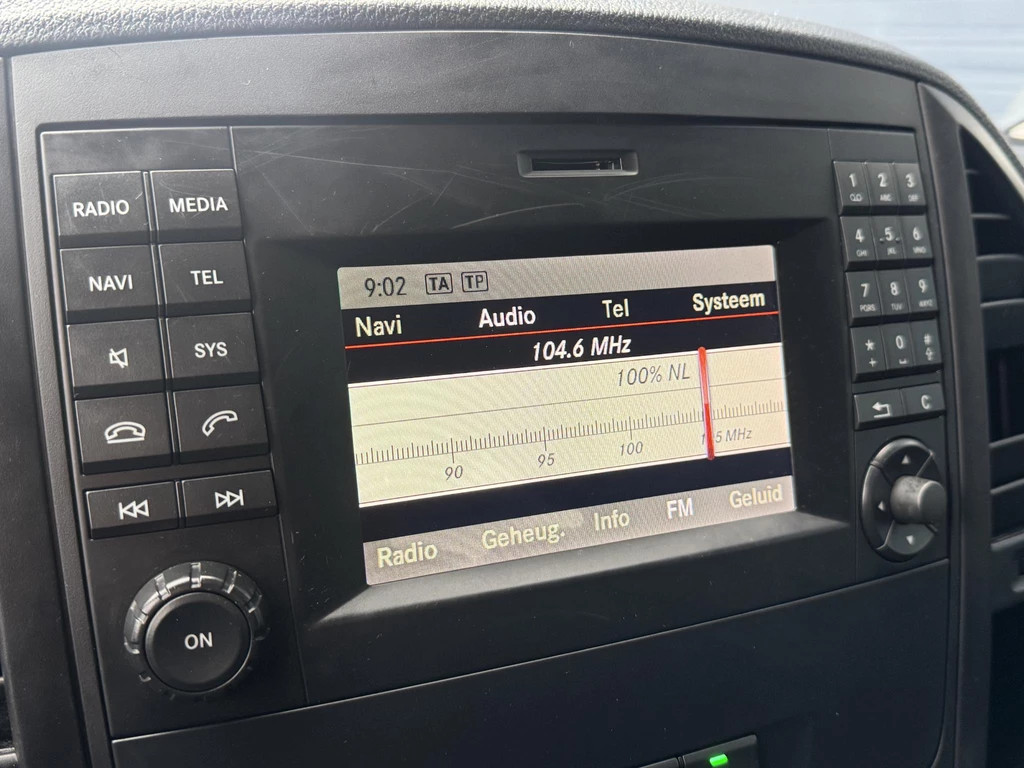 RADIO MEDIA
NAVI TEL
SYS
ON
9:02 TA TP
Navi Audio Tel Systeem
104.6 MHz
100% NL
90 95 100 5 MHz
Radio Geheug. Info FM Geluid
1 2 3
4 5 6
7 8 9
* 0 #
C